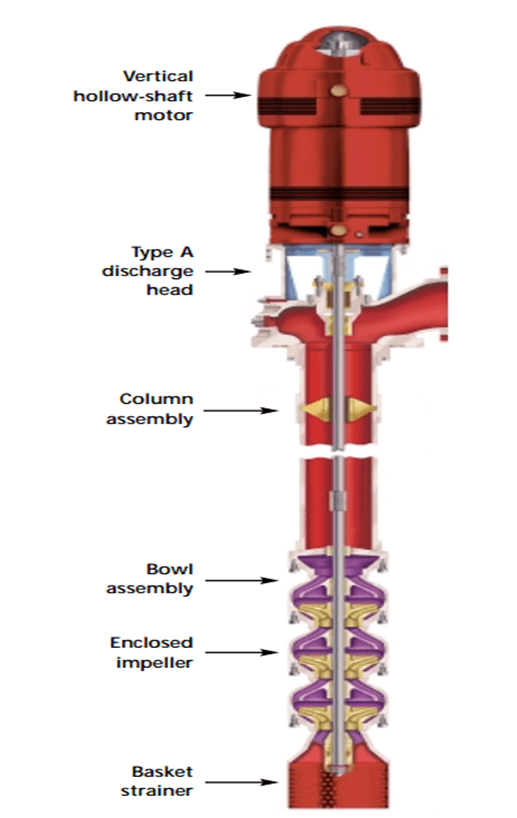 Vertical
hollow-shaft
motor
Type A
discharge
head
Column
assembly
Bowl
assembly
Enclosed
impeller
Basket
strainer